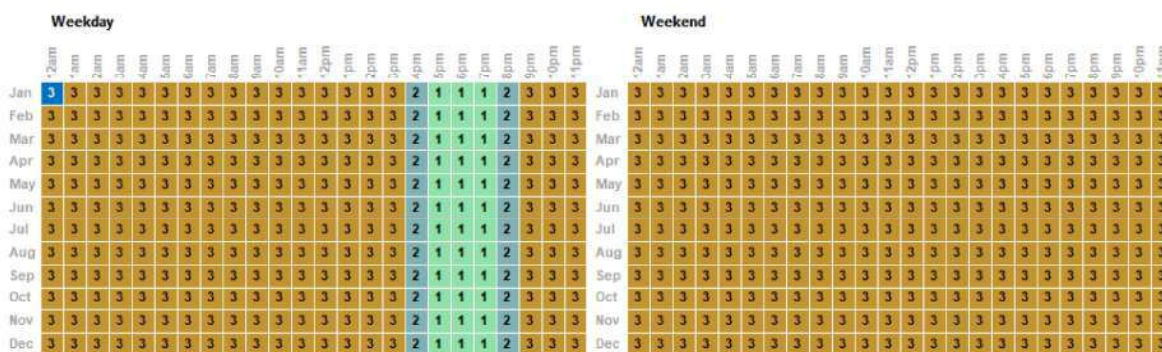 Weekday Weekend
12am 1am 2am 3am 4am 5am 6am 7am 8am 9am 10am 11am 12pm 1pm 2pm 3pm 4pm 5pm 6pm 7pm 8pm 9pm 10pm 11pm 12am 1am 2am 3am 4am 5am 6am 7am 8am 9am 10am 11am 12pm 1pm 2pm 3pm 4pm 5pm 6pm 7pm 8pm 9pm 10pm
Jan 3 3 3 3 3 3 3 3 3 3 3 3 3 3 3 3 2 1 1 1 2 3 3 3 Jan 3 3 3 3 3 3 3 3 3 3 3 3 3 3 3 3 3 3 3 3 3 3 3
Feb 3 3 3 3 3 3 3 3 3 3 3 3 3 3 3 3 2 1 1 1 2 3 3 3 Feb 3 3 3 3 3 3 3 3 3 3 3 3 3 3 3 3 3 3 3 3 3 3 3
Mar 3 3 3 3 3 3 3 3 3 3 3 3 3 3 3 3 2 1 1 1 2 3 3 3 Mar 3 3 3 3 3 3 3 3 3 3 3 3 3 3 3 3 3 3 3 3 3 3 3
Apr 3 3 3 3 3 3 3 3 3 3 3 3 3 3 3 3 2 1 1 1 2 3 3 3 Apr 3 3 3 3 3 3 3 3 3 3 3 3 3 3 3 3 3 3 3 3 3 3 3
May 3 3 3 3 3 3 3 3 3 3 3 3 3 3 3 3 2 1 1 1 2 3 3 3 May 3 3 3 3 3 3 3 3 3 3 3 3 3 3 3 3 3 3 3 3 3 3 3
Jun 3 3 3 3 3 3 3 3 3 3 3 3 3 3 3 3 2 1 1 1 2 3 3 3 Jun 3 3 3 3 3 3 3 3 3 3 3 3 3 3 3 3 3 3 3 3 3 3 3
Jul 3 3 3 3 3 3 3 3 3 3 3 3 3 3 3 3 2 1 1 1 2 3 3 3 Jul 3 3 3 3 3 3 3 3 3 3 3 3 3 3 3 3 3 3 3 3 3 3 3
Aug 3 3 3 3 3 3 3 3 3 3 3 3 3 3 3 3 2 1 1 1 2 3 3 3 Aug 3 3 3 3 3 3 3 3 3 3 3 3 3 3 3 3 3 3 3 3 3 3 3
Sep 3 3 3 3 3 3 3 3 3 3 3 3 3 3 3 3 2 1 1 1 2 3 3 3 Sep 3 3 3 3 3 3 3 3 3 3 3 3 3 3 3 3 3 3 3 3 3 3 3
Oct 3 3 3 3 3 3 3 3 3 3 3 3 3 3 3 3 2 1 1 1 2 3 3 3 Oct 3 3 3 3 3 3 3 3 3 3 3 3 3 3 3 3 3 3 3 3 3 3 3
Nov 3 3 3 3 3 3 3 3 3 3 3 3 3 3 3 3 2 1 1 1 2 3 3 3 Nov 3 3 3 3 3 3 3 3 3 3 3 3 3 3 3 3 3 3 3 3 3 3 3
Dec 3 3 3 3 3 3 3 3 3 3 3 3 3 3 3 3 2 1 1 1 2 3 3 3 Dec 3 3 3 3 3 3 3 3 3 3 3 3 3 3 3 3 3 3 3 3 3 3 3